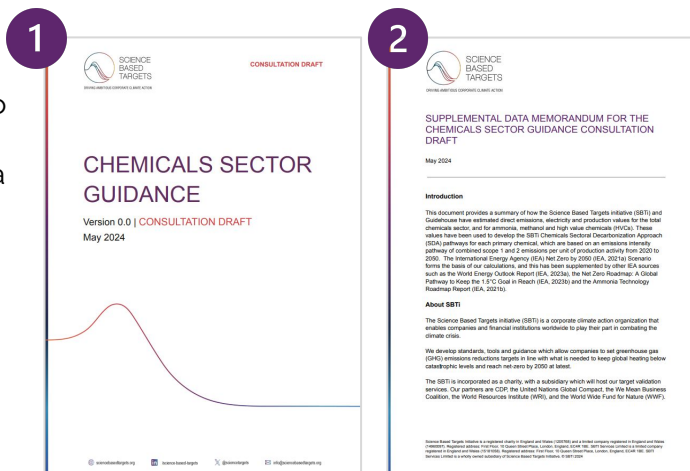 1
SCIENCE
BASED
TARGETS
DRIVING AMBITIOUS CORPORATE CLIMATE ACTION
CONSULTATION DRAFT
CHEMICALS SECTOR
GUIDANCE
Version 0.0 | CONSULTATION DRAFT
May 2024
sciencebasedtargets.org
science-based-targets
@sciencetargets
info@sciencebasedtargets.org
2
SCIENCE
BASED
TARGETS
DRIVING AMBITIOUS CORPORATE CLIMATE ACTION
SUPPLEMENTAL DATA MEMORANDUM FOR THE
CHEMICALS SECTOR GUIDANCE CONSULTATION
DRAFT
May 2024
Introduction
This document provides a summary of how the Science Based Targets initiative (SBTi) and
Guidehouse have estimated direct emissions, electricity and production values for the total
chemicals sector, and for ammonia, methanol and high value chemicals (HVCs). These
values have been used to develop the SBTi Chemicals Sectoral Decarbonization Approach
(SDA) pathways for each primary chemical, which are based on an emissions intensity
pathway of combined scope 1 and 2 emissions per unit of production activity from 2020 to
2050. The International Energy Agency (IEA) Net Zero by 2050 (IEA, 2021a) Scenario
forms the basis of our calculations, and this has been supplemented by other IEA sources
such as the World Energy Outlook Report (IEA, 2023a), the Net Zero Roadmap: A Global
Pathway to Keep the 1.5°C Goal in Reach (IEA, 2023b) and the Ammonia Technology
Roadmap Report (IEA, 2021b).
About SBTi
The Science Based Targets initiative (SBTi) is a corporate climate action organization that
enables companies and financial institutions worldwide to play their part in combating the
climate crisis.
We develop standards, tools and guidance which allow companies to set greenhouse gas
(GHG) emissions reductions targets in line with what is needed to keep global heating below
catastrophic levels and reach net-zero by 2050 at latest.
The SBTi is incorporated as a charity, with a subsidiary which will host our target validation
services. Our partners are CDP, the United Nations Global Compact, the We Mean Business
Coalition, the World Resources Institute (WRI), and the World Wide Fund for Nature (WWF).